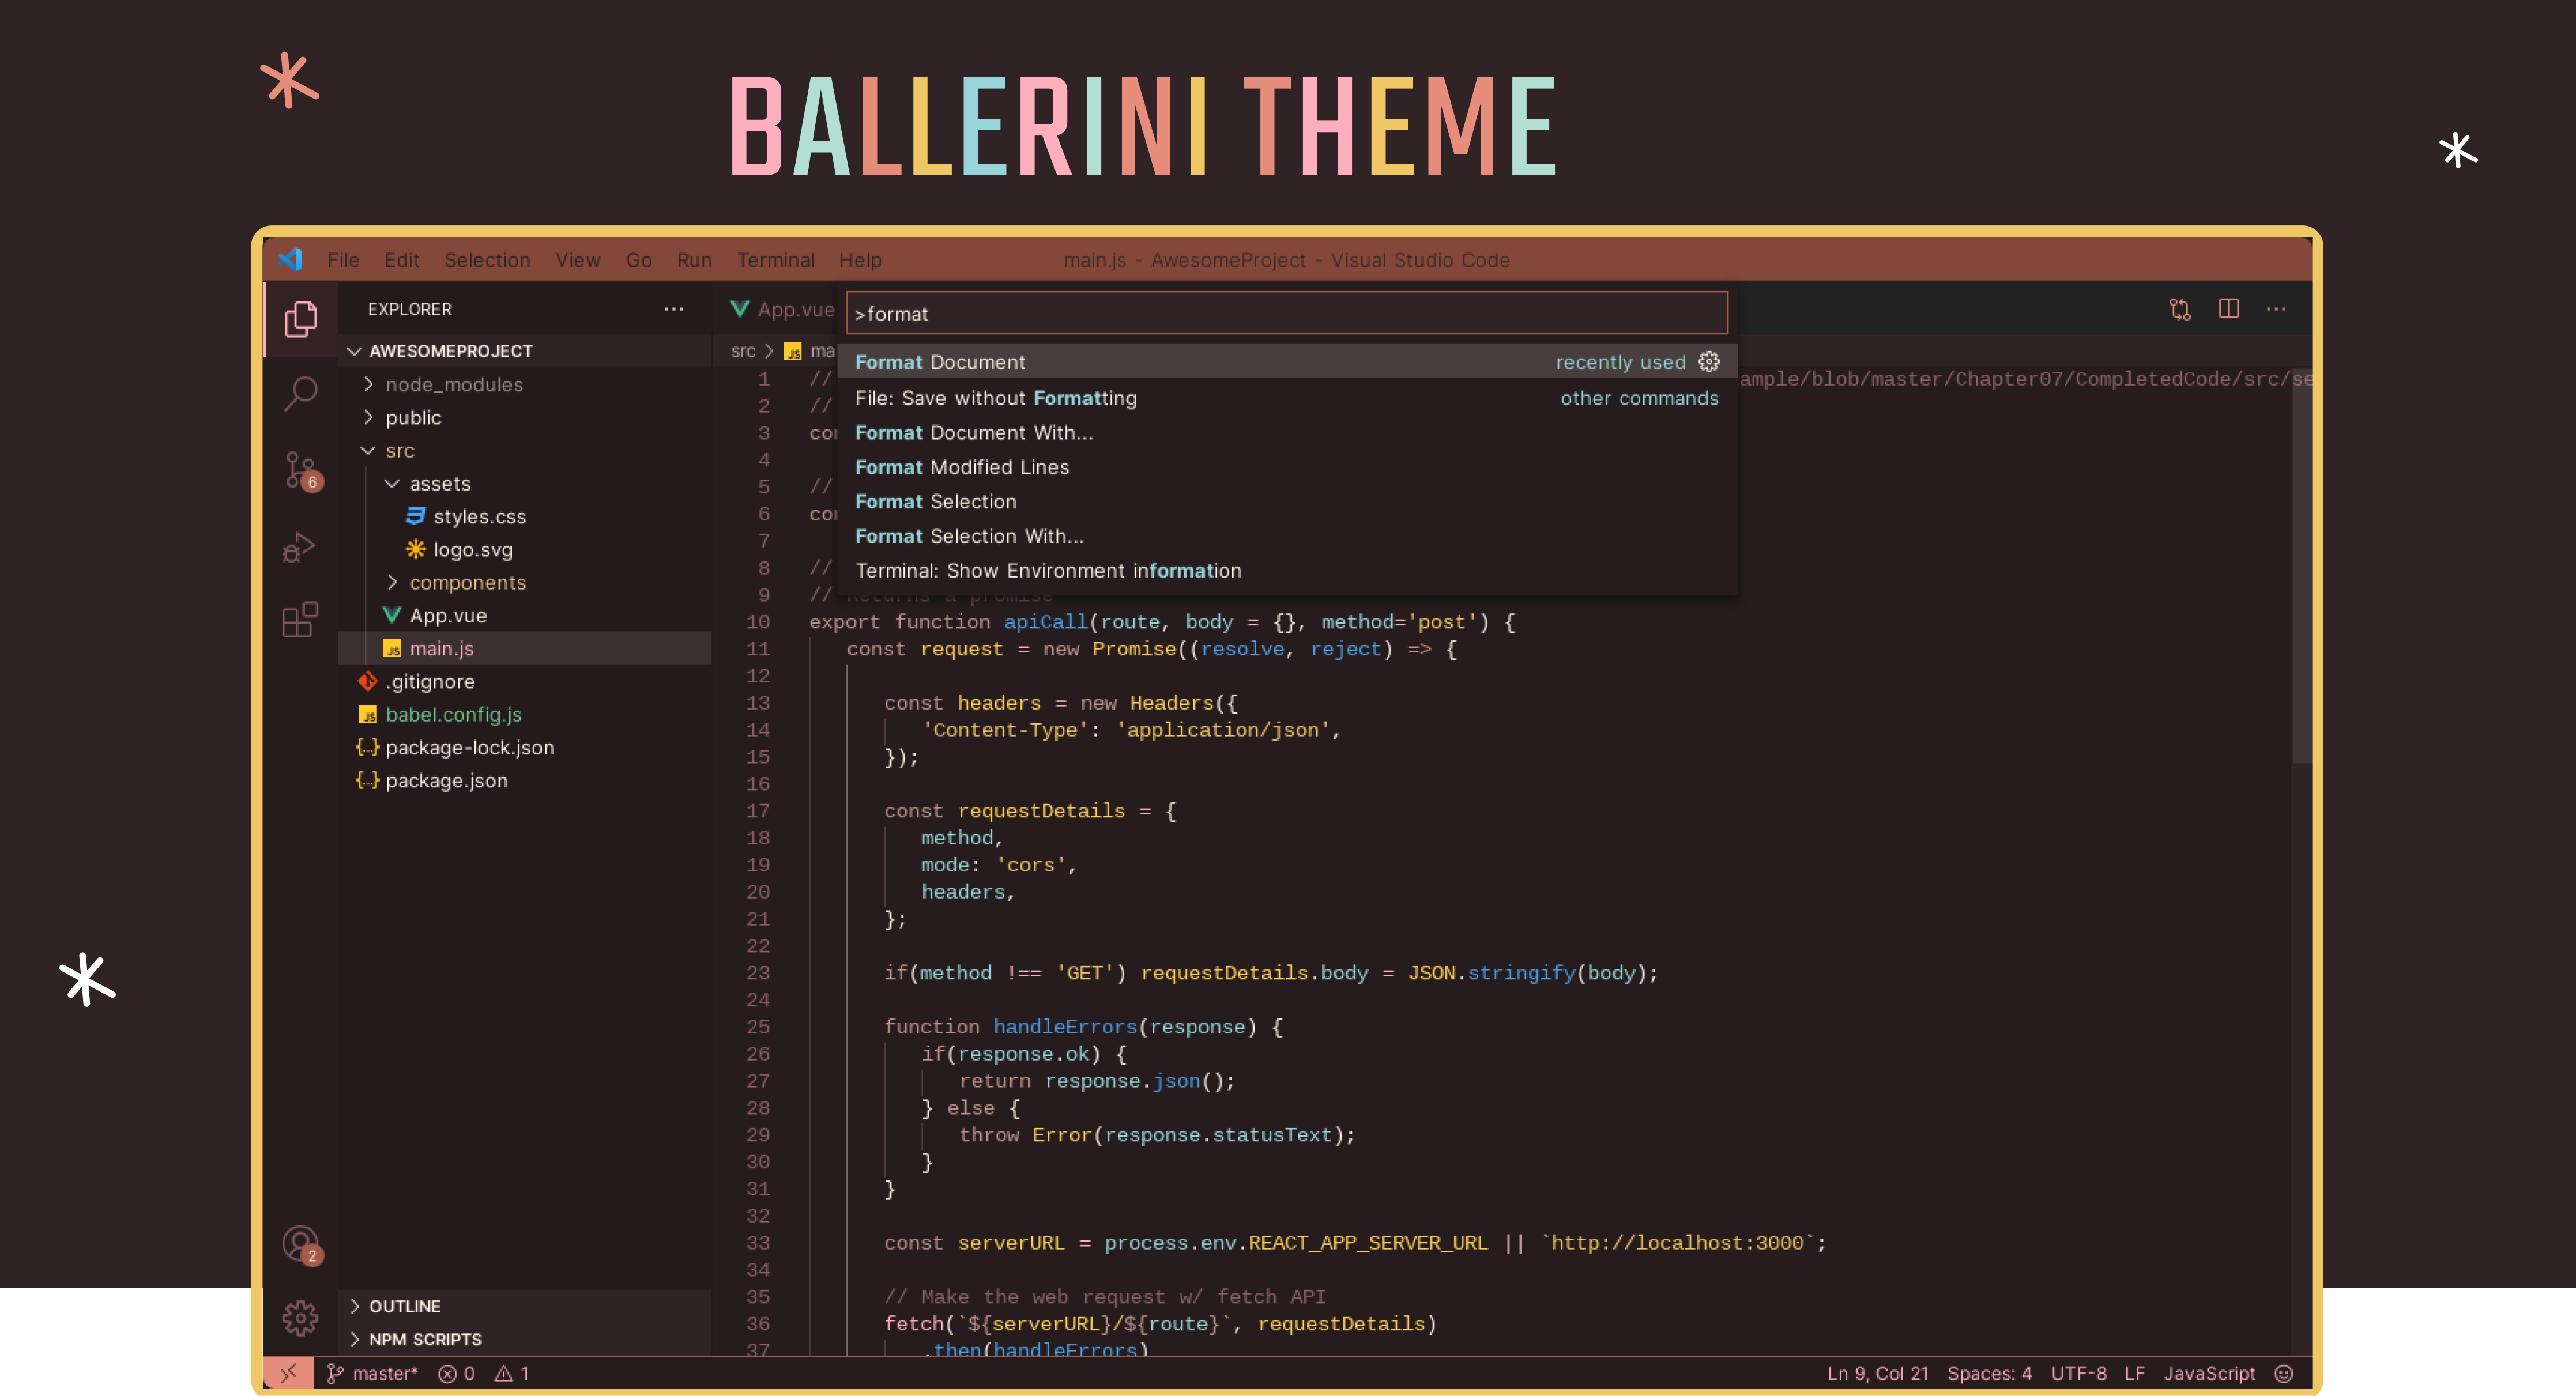 BALLERINI THEME
File Edit Selection View Go Run Terminal Help
main.js - AwesomeProject - Visual Studio Code
EXPLORER
AWESOMEPROJECT
node_modules
public
src
assets
styles.css
logo.svg
components
App.vue
main.js
.gitignore
babel.config.js
package-lock.json
package.json
OUTLINE
NPM SCRIPTS
6
2
App.vue
>format
src > JS
Format Document recently used
File: Save without Formatting other commands
Format Document With...
Format Modified Lines
Format Selection
Format Selection With...
Terminal: Show Environment information
1 // ample/blob/master/Chapter07/CompletedCode/src/se
2 //
3
4
5 //
6
7
8 //
9 // Returns a promise
10 export function apiCall(route, body = {}, method='post') {
11 const request = new Promise((resolve, reject) => {
12
13 const headers = new Headers({
14 'Content-Type': 'application/json',
15 });
16
17 const requestDetails = {
18 method,
19 mode: 'cors',
20 headers,
21 };
22
23 if(method !== 'GET') requestDetails.body = JSON.stringify(body);
24
25 function handleErrors(response) {
26 if(response.ok) {
27 return response.json();
28 } else {
29 throw Error(response.statusText);
30 }
31 }
32
33 const serverURL = process.env.REACT_APP_SERVER_URL || `http://localhost:3000`;
34
35 // Make the web request w/ fetch API
36 fetch(`${serverURL}/${route}`, requestDetails)
37 .then(handleErrors)
master* 0 1
Ln 9, Col 21 Spaces: 4 UTF-8 LF JavaScript